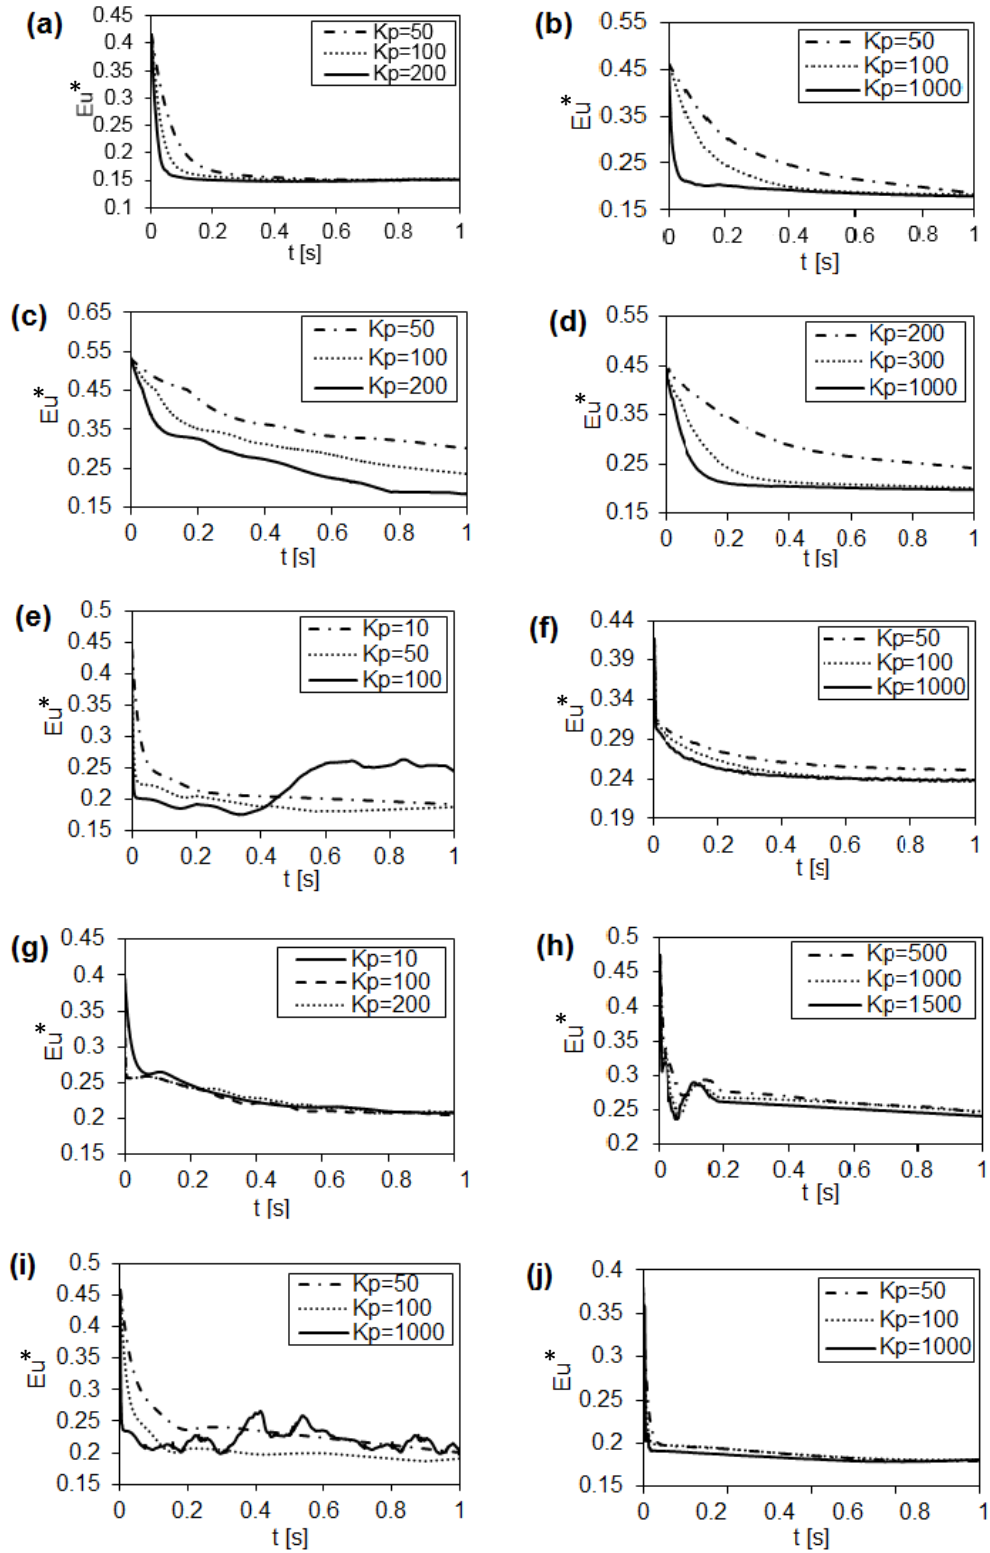 (a)
0.45
0.4
0.35
0.3
0.25
0.2
0.15
0.1
Eu*
Kp=50
Kp=100
Kp=200
0 0.2 0.4 0.6 0.8 1
t [s]
(b)
0.55
0.45
0.35
0.25
0.15
Eu*
Kp=50
Kp=100
Kp=1000
0 0.2 0.4 0.6 0.8 1
t [s]
(c)
0.65
0.55
0.45
0.35
0.25
0.15
Eu*
Kp=50
Kp=100
Kp=200
0 0.2 0.4 0.6 0.8 1
t [s]
(d)
0.55
0.45
0.35
0.25
0.15
Eu*
Kp=200
Kp=300
Kp=1000
0 0.2 0.4 0.6 0.8 1
t [s]
(e)
0.5
0.45
0.4
0.35
0.3
0.25
0.2
0.15
Eu*
Kp=10
Kp=50
Kp=100
0 0.2 0.4 0.6 0.8 1
t [s]
(f)
0.44
0.39
0.34
0.29
0.24
0.19
Eu*
Kp=50
Kp=100
Kp=1000
0 0.2 0.4 0.6 0.8 1
t [s]
(g)
0.45
0.4
0.35
0.3
0.25
0.2
0.15
Eu*
Kp=10
Kp=100
Kp=200
0 0.2 0.4 0.6 0.8 1
t [s]
(h)
0.5
0.45
0.4
0.35
0.3
0.25
0.2
Eu*
Kp=500
Kp=1000
Kp=1500
0 0.2 0.4 0.6 0.8 1
t [s]
(i)
0.5
0.45
0.4
0.35
0.3
0.25
0.2
0.15
Eu*
Kp=50
Kp=100
Kp=1000
0 0.2 0.4 0.6 0.8 1
t [s]
(j)
0.4
0.35
0.3
0.25
0.2
0.15
Eu*
Kp=50
Kp=100
Kp=1000
0 0.2 0.4 0.6 0.8 1
t [s]